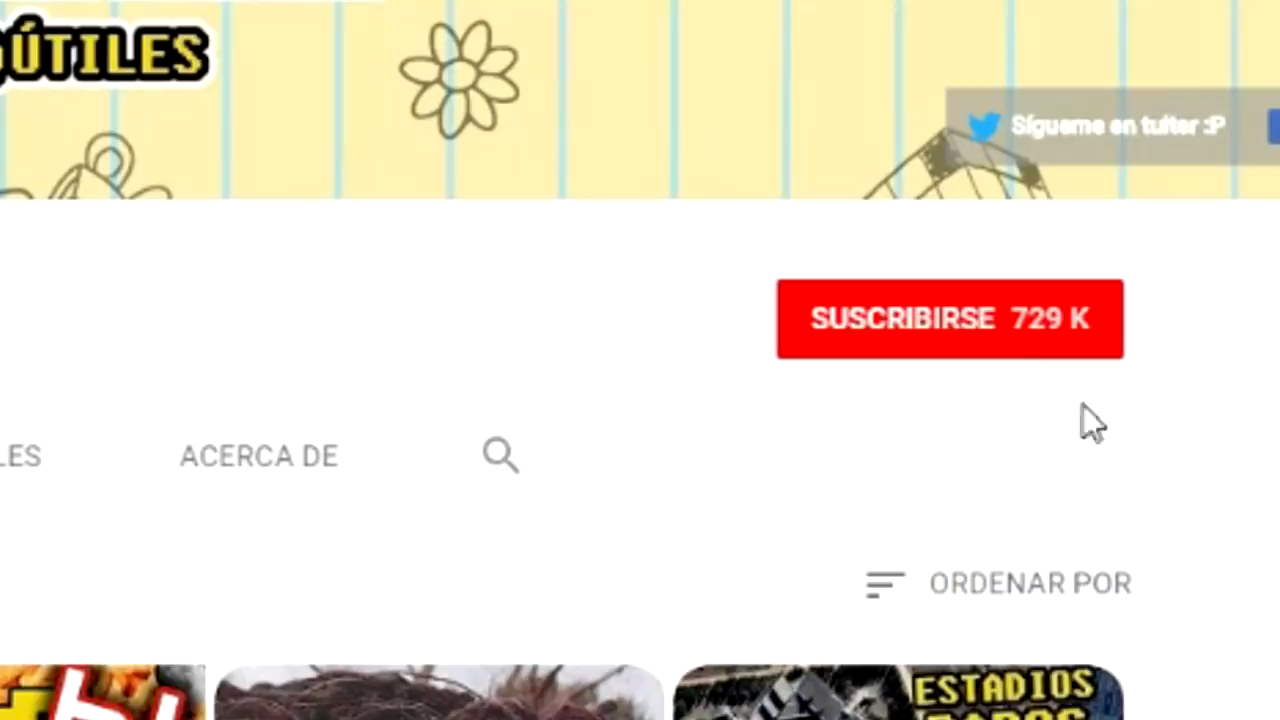 ÚTILES
Sígueme en tuiter :P
SUSCRIBIRSE 729 K
LES
ACERCA DE
ORDENAR POR
ESTADIOS